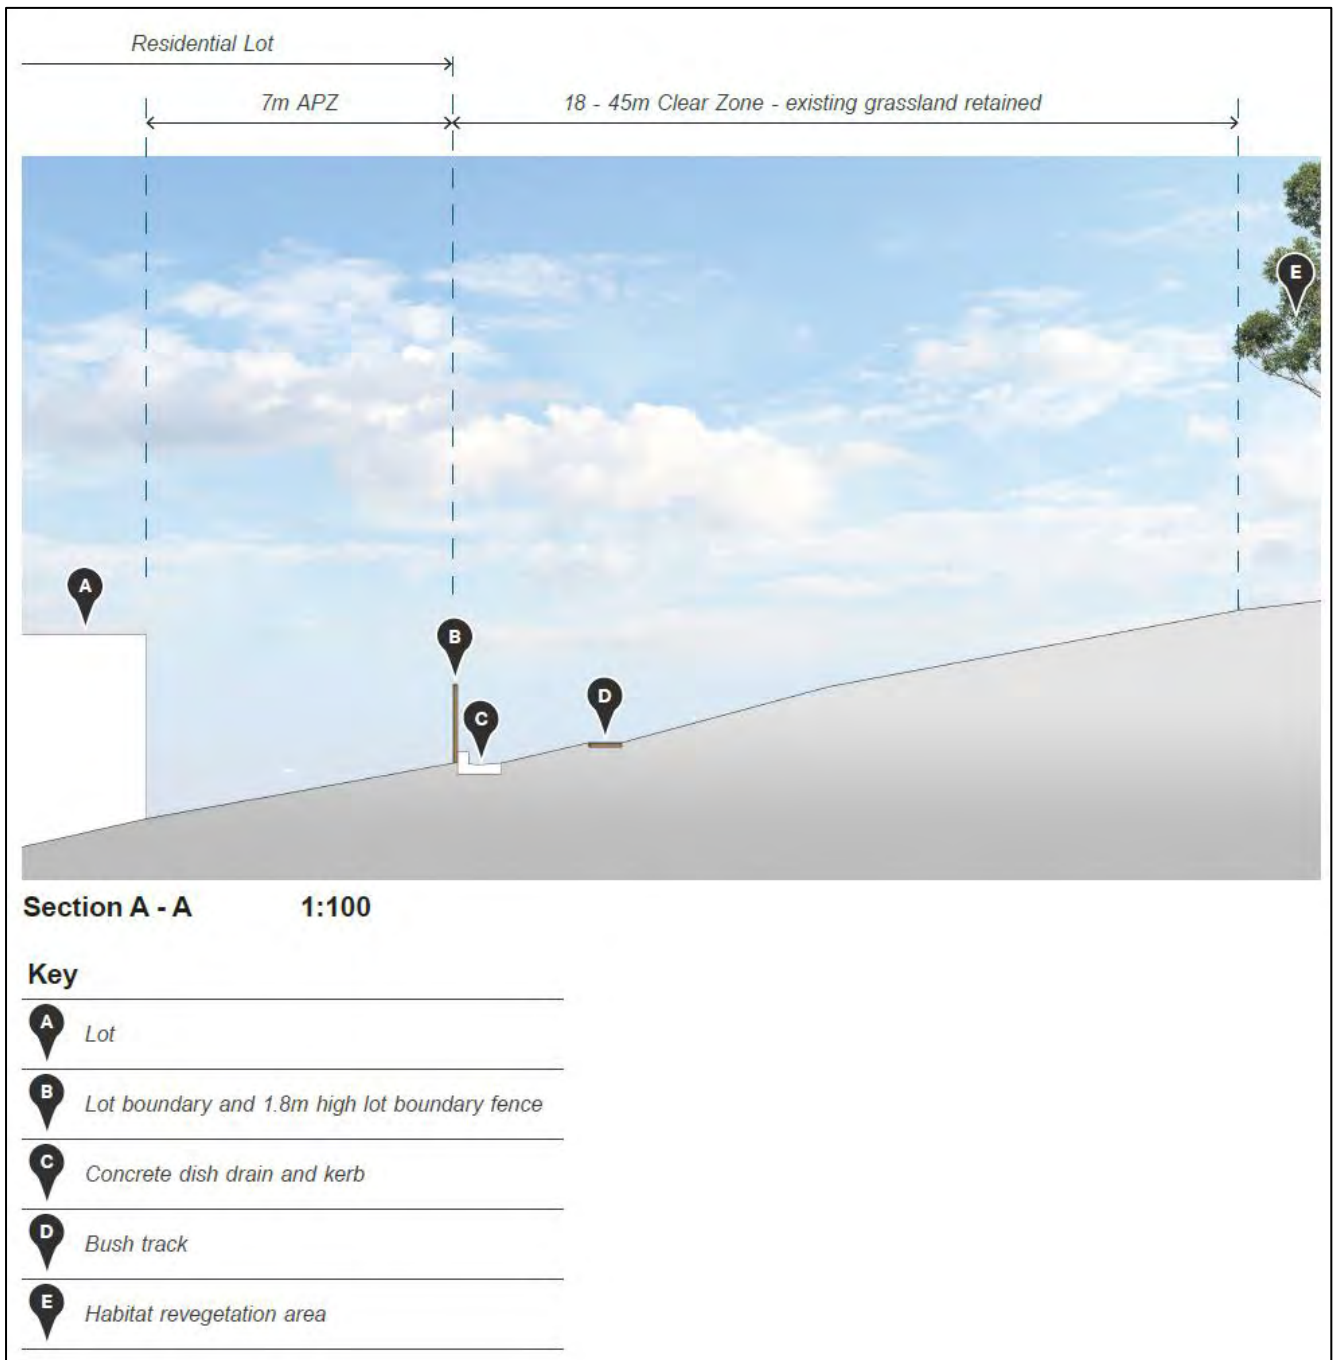 Residential Lot
7m APZ
18 - 45m Clear Zone - existing grassland retained
E
A
B
D
C
Section A - A 1:100
Key
A Lot
B Lot boundary and 1.8m high lot boundary fence
C Concrete dish drain and kerb
D Bush track
E Habitat revegetation area